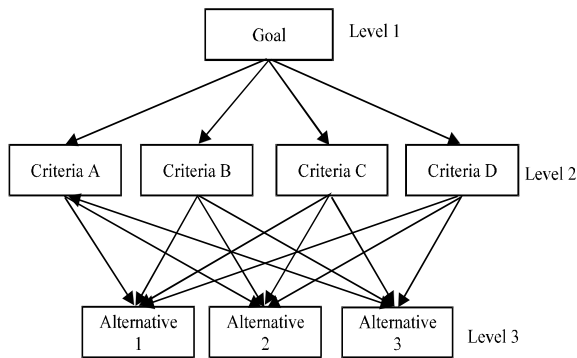 Goal
Level 1
Criteria A
Criteria B
Criteria C
Criteria D
Level 2
Alternative
1
Alternative
2
Alternative
3
Level 3